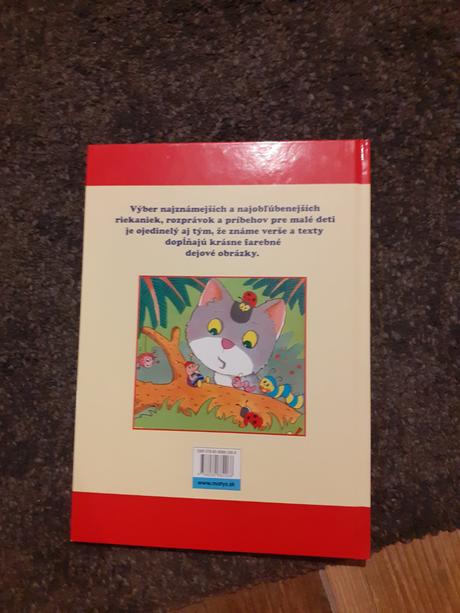 Výber najznámejších a najobľúbenejších
riekaniek, rozprávok a príbehov pre malé deti
je ojedinelý aj tým, že známe verše a texty
dopĺňajú krásne farebné
dejové obrázky.
www.matys.sk